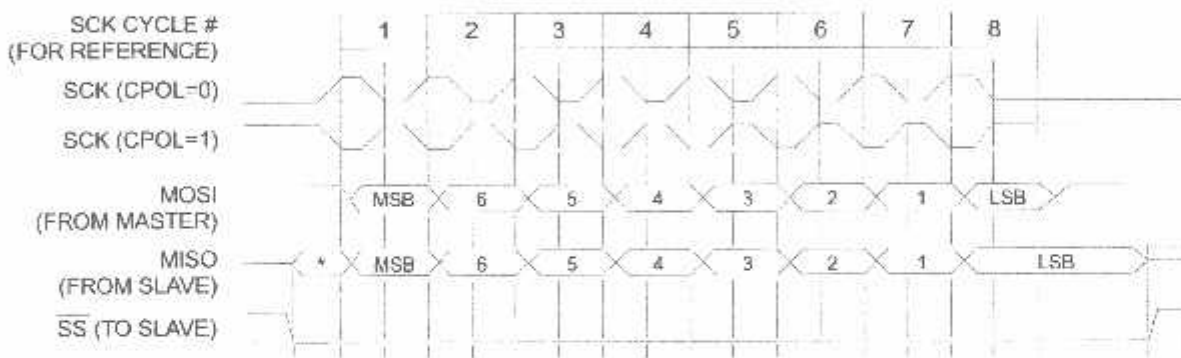 SCK CYCLE # 1 2 3 4 5 6 7 8
(FOR REFERENCE)
SCK (CPOL=0)
SCK (CPOL=1)
MOSI MSB 6 5 4 3 2 1 LSB
(FROM MASTER)
MISO * MSB 6 5 4 3 2 1 LSB
(FROM SLAVE)
SS (TO SLAVE)